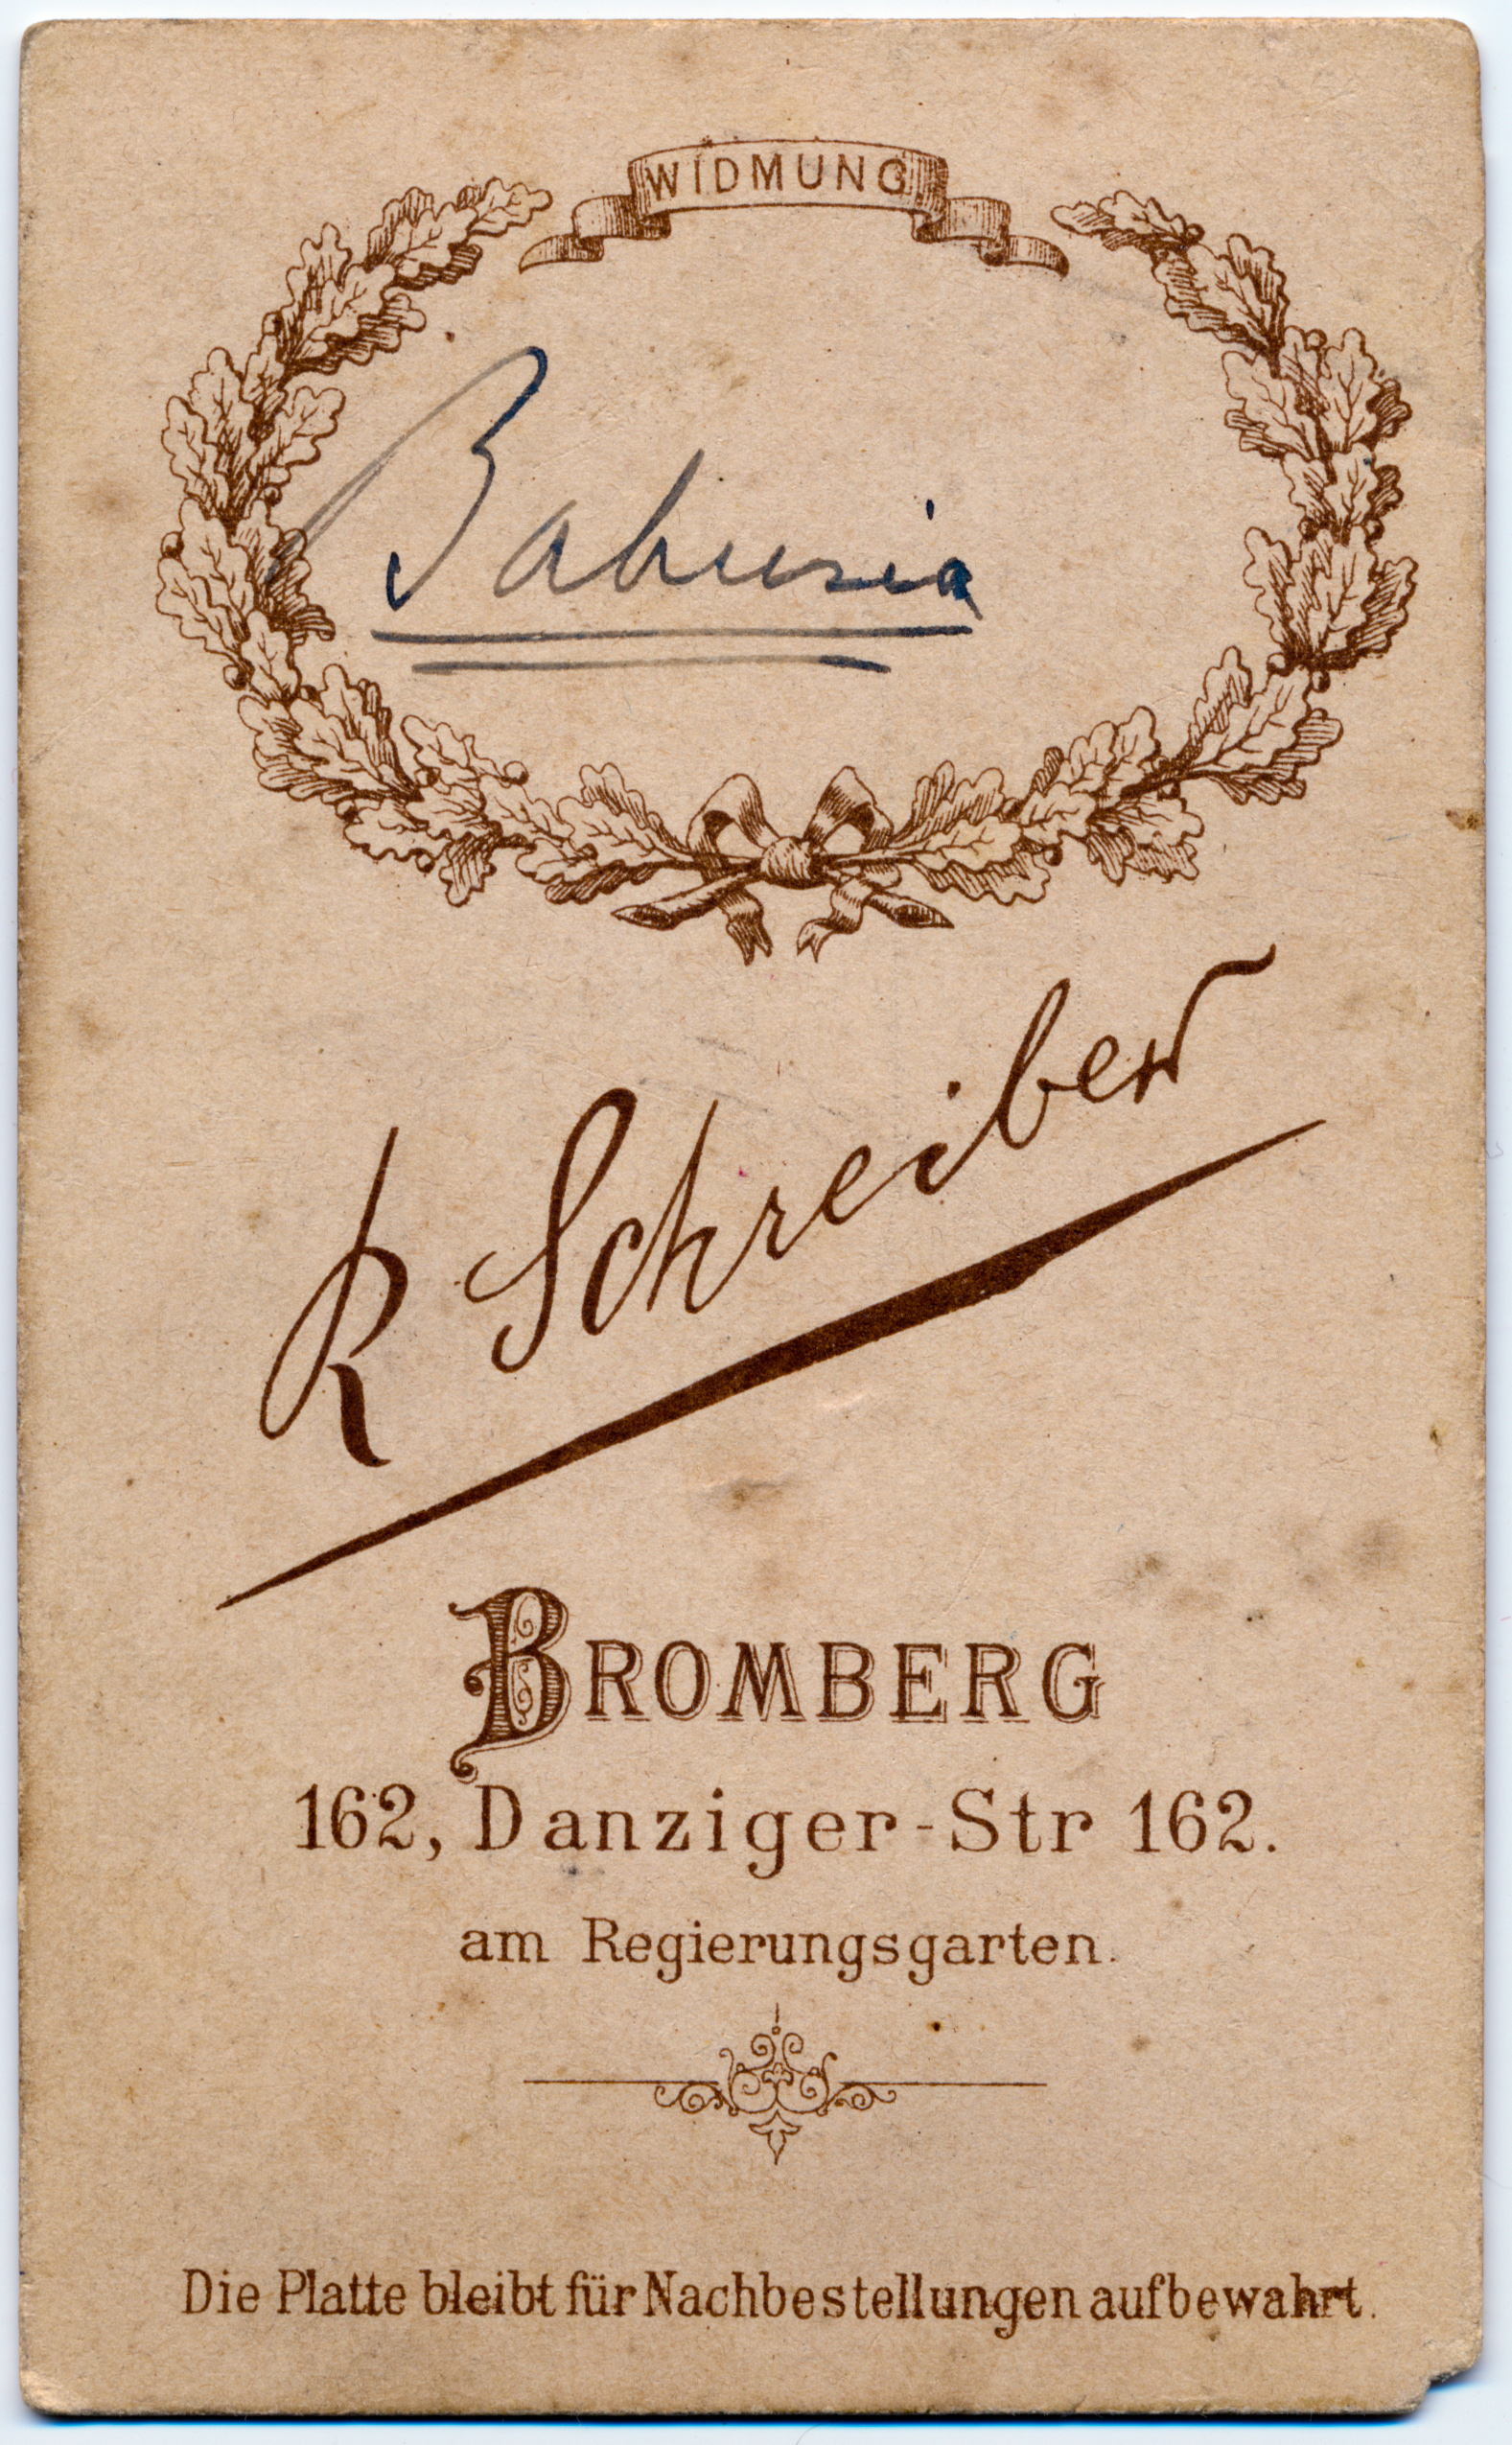 WIDMUNG.
Babusia
R Schreiber
BROMBERG
162, Danziger-Str 162.
am Regierungsgarten.
Die Platte bleibt für Nachbestellungen aufbewahrt.